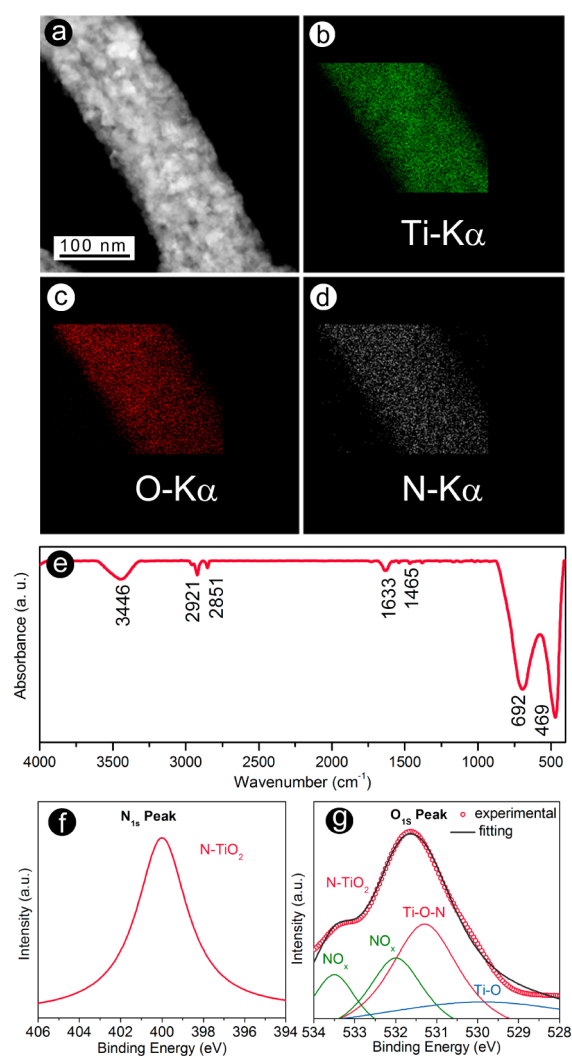 a
100 nm
b
Ti-Kα
c
O-Kα
d
N-Kα
e
Absorbance (a. u.)
3446
2921
2851
1633
1465
692
469
4000 3500 3000 2500 2000 1500 1000 500
Wavenumber (cm⁻¹)
f
N₁ₛ Peak
N-TiO₂
Intensity (a.u.)
406 404 402 400 398 396 394
Binding Energy (eV)
g
O₁S Peak
experimental
fitting
N-TiO₂
Ti-O-N
NOₓ
NOₓ
Ti-O
Intensity (a.u.)
534 533 532 531 530 529 528
Binding Energy (eV)